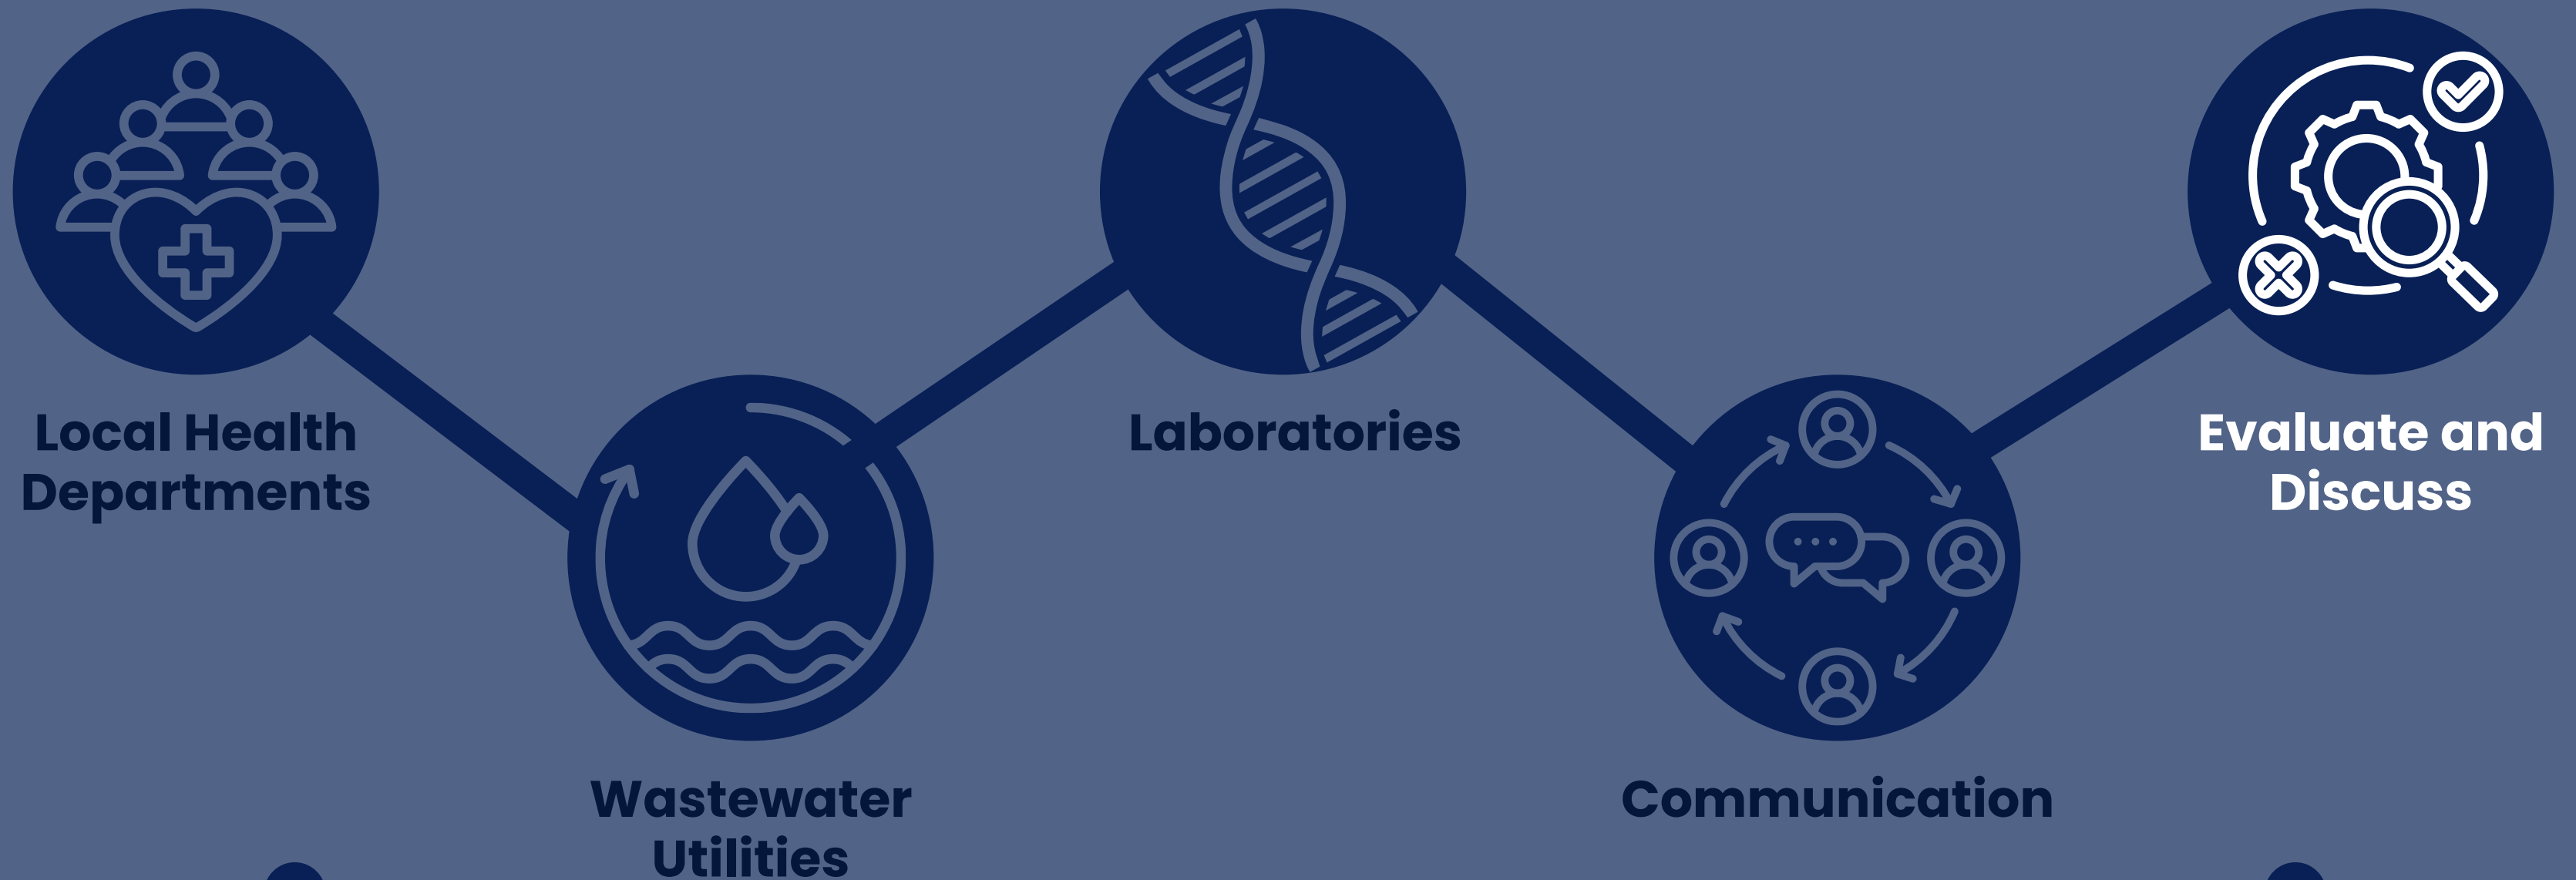 Local Health
Departments
Wastewater
Utilities
Laboratories
Communication
Evaluate and
Discuss